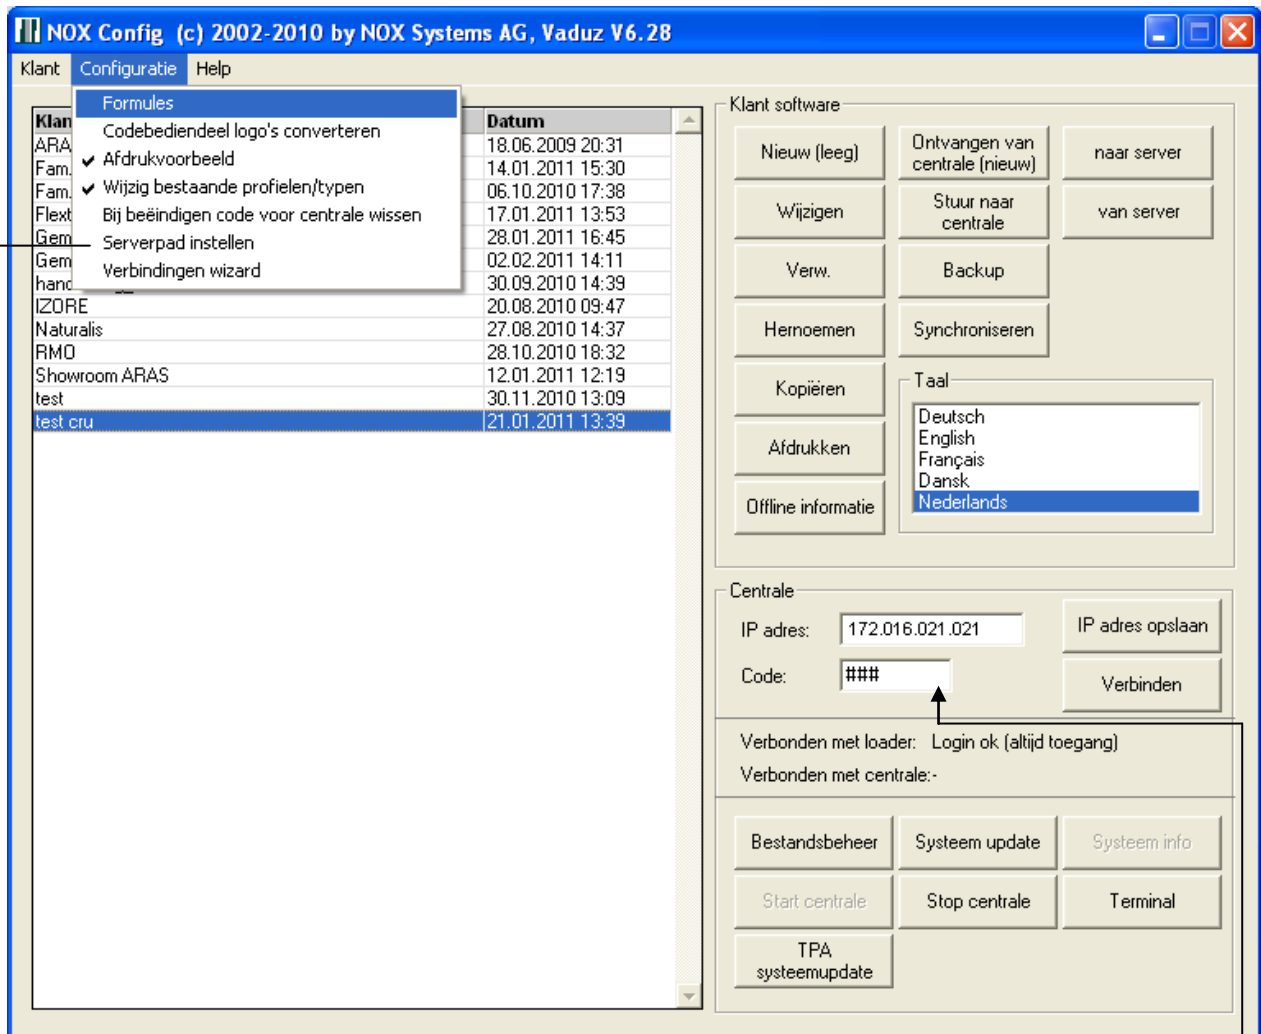 NOX Config (c) 2002-2010 by NOX Systems AG, Vaduz V6.28
Klant Configuratie Help
Formules
Codebediendeel logo's converteren
Afdrukvoorbeeld
Wijzig bestaande profielen/typen
Bij beëindigen code voor centrale wissen
Serverpad instellen
Verbindingen wizard
Klan Datum
ARA 18.06.2009 20:31
Fam. 14.01.2011 15:30
Fam. 06.10.2010 17:38
Flext 17.01.2011 13:53
Gem 28.01.2011 16:45
Gem 02.02.2011 14:11
hand 30.09.2010 14:39
IZORE 20.08.2010 09:47
Naturalis 27.08.2010 14:37
RMO 28.10.2010 18:32
Showroom ARAS 12.01.2011 12:19
test 30.11.2010 13:09
test cru 21.01.2011 13:39
Klant software
Nieuw (leeg)
Ontvangen van
centrale (nieuw)
naar server
Wijzigen
Stuur naar
centrale
van server
Verw.
Backup
Hernoemen
Synchroniseren
Kopiëren
Afdrukken
Offline informatie
Taal
Deutsch
English
Français
Dansk
Nederlands
Centrale
IP adres: 172.016.021.021
IP adres opslaan
Code: ###
Verbinden
Verbonden met loader: Login ok (altijd toegang)
Verbonden met centrale:-
Bestandsbeheer
Systeem update
Systeem info
Start centrale
Stop centrale
Terminal
TPA
systeemupdate